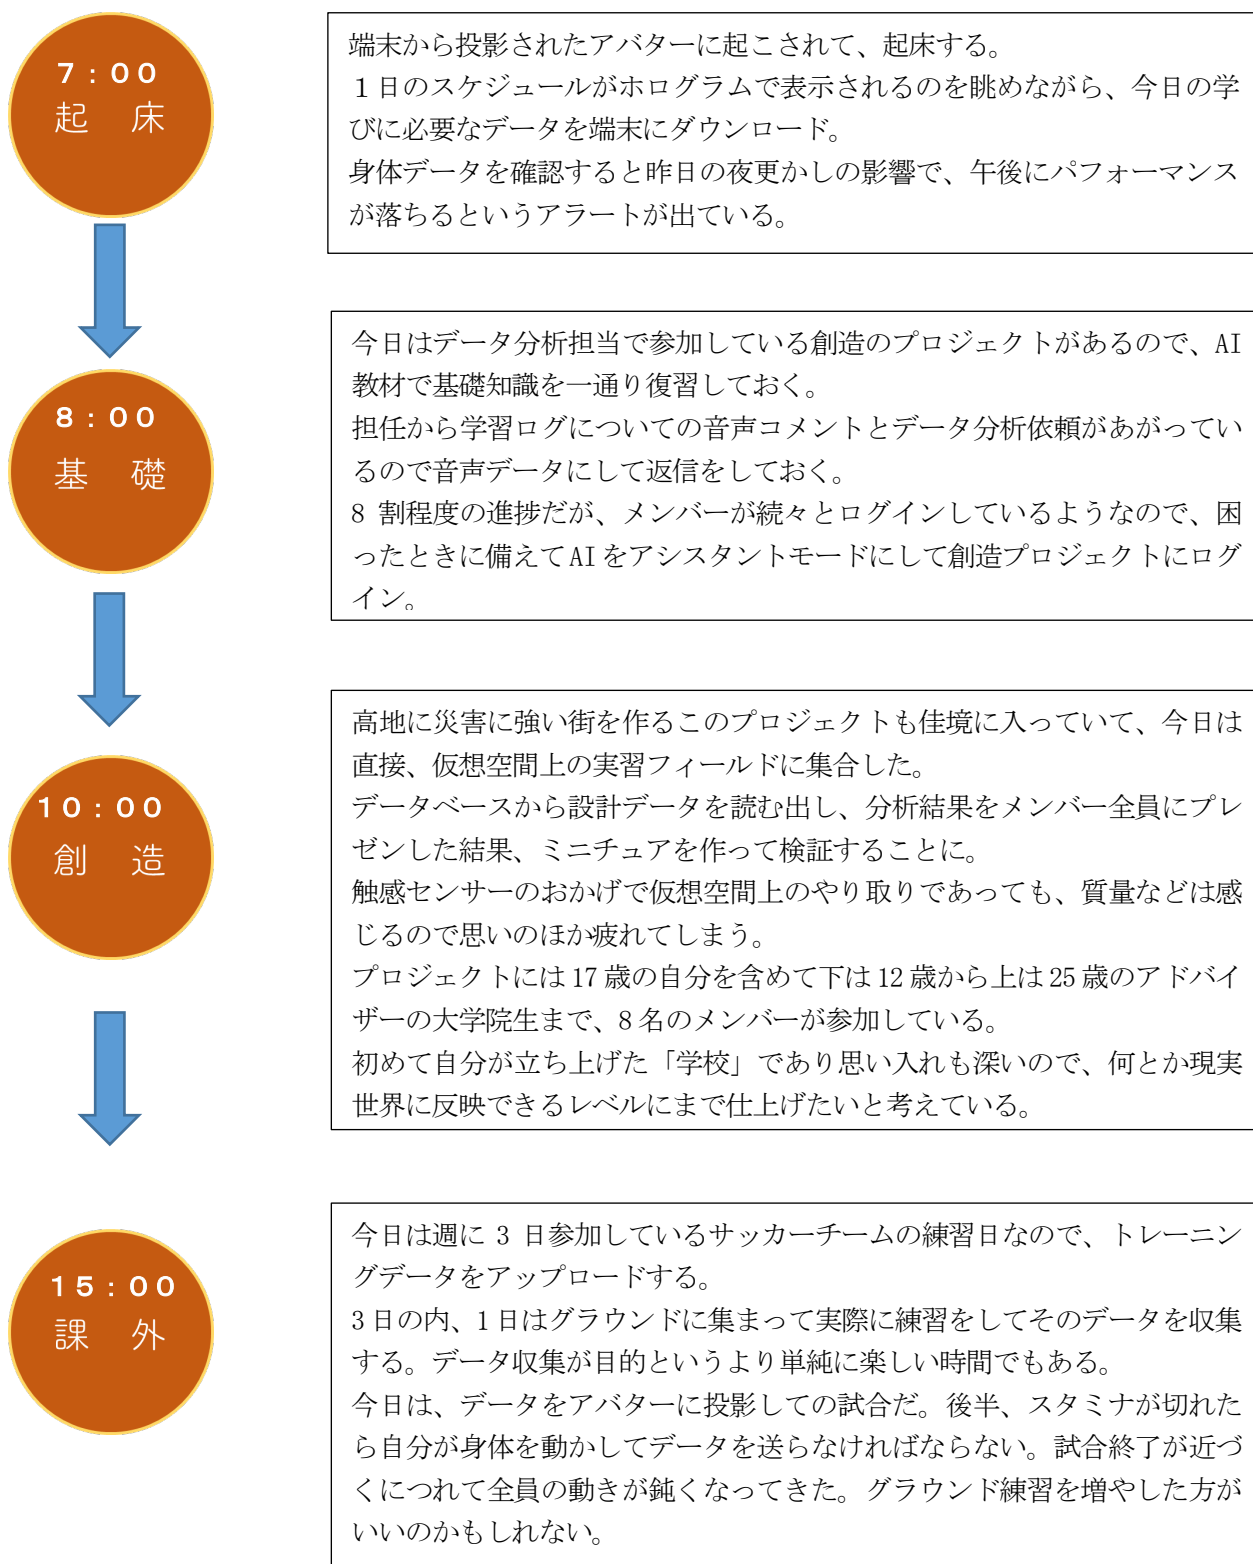 7:00
起 床
端末から投影されたアバターに起こされて、起床する。
1日のスケジュールがホログラムで表示されるのを眺めながら、今日の学
びに必要なデータを端末にダウンロード。
身体データを確認すると昨日の夜更かしの影響で、午後にパフォーマンス
が落ちるというアラートが出ている。
8:00
基 礎
今日はデータ分析担当で参加している創造のプロジェクトがあるので、AI
教材で基礎知識を一通り復習しておく。
担任から学習ログについての音声コメントとデータ分析依頼があがってい
るので音声データにして返信をしておく。
8 割程度の進捗だが、メンバーが続々とログインしているようなので、困
ったときに備えてAIをアシスタントモードにして創造プロジェクトにログ
イン。
10:00
創 造
高地に災害に強い街を作るこのプロジェクトも佳境に入っていて、今日は
直接、仮想空間上の実習フィールドに集合した。
データベースから設計データを読む出し、分析結果をメンバー全員にプレ
ゼンした結果、ミニチュアを作って検証することに。
触感センサーのおかげで仮想空間上のやり取りであっても、質量などは感
じるので思いのほか疲れてしまう。
プロジェクトには17歳の自分を含めて下は12歳から上は25歳のアドバイ
ザーの大学院生まで、8名のメンバーが参加している。
初めて自分が立ち上げた「学校」であり思い入れも深いので、何とか現実
世界に反映できるレベルにまで仕上げたいと考えている。
15:00
課 外
今日は週に 3 日参加しているサッカーチームの練習日なので、トレーニン
グデータをアップロードする。
3日の内、1日はグラウンドに集まって実際に練習をしてそのデータを収集
する。データ収集が目的というより単純に楽しい時間でもある。
今日は、データをアバターに投影しての試合だ。後半、スタミナが切れた
ら自分が身体を動かしてデータを送らなければならない。試合終了が近づ
くにつれて全員の動きが鈍くなってきた。グラウンド練習を増やした方が
いいのかもしれない。